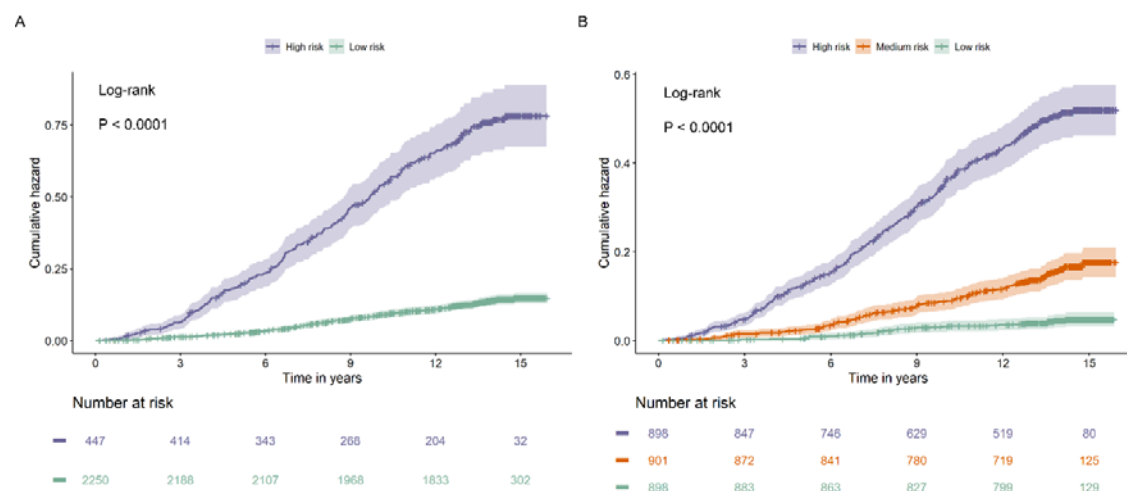 A
High risk Low risk
Log-rank
P < 0.0001
Cumulative hazard
0.75
0.50
0.25
0.00
0 3 6 9 12 15
Time in years
Number at risk
447 414 343 268 204 32
2250 2188 2107 1968 1833 302
B
High risk Medium risk Low risk
Log-rank
P < 0.0001
Cumulative hazard
0.6
0.4
0.2
0.0
0 3 6 9 12 15
Time in years
Number at risk
898 847 746 629 519 80
901 872 841 780 719 125
898 883 863 827 799 129